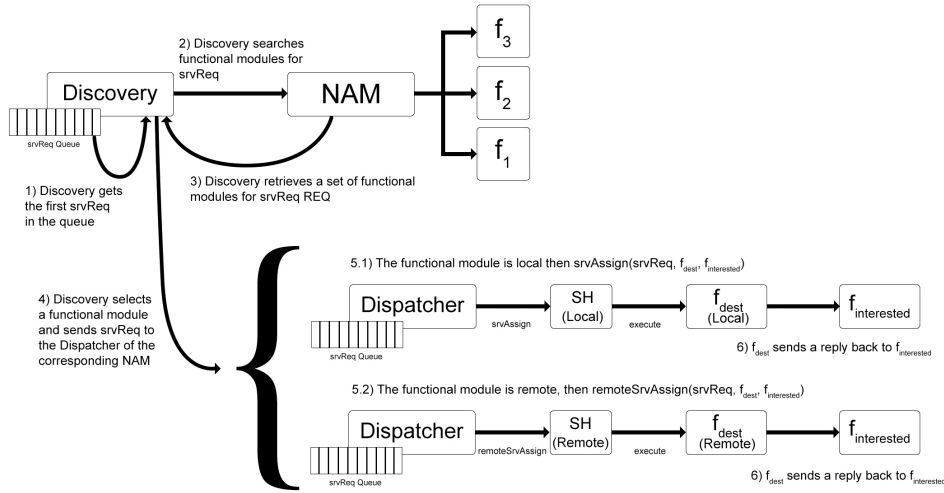 2) Discovery searches
functional modules for
srvReq
Discovery
NAM
f3
f2
f1
srvReq Queue
3) Discovery retrieves a set of functional
modules for srvReq REQ
1) Discovery gets
the first srvReq
in the queue
4) Discovery selects
a functional module
and sends srvReq to
the Dispatcher of the
corresponding NAM
5.1) The functional module is local then srvAssign(srvReq, fdest, finterested)
Dispatcher
srvReq Queue
srvAssign
SH
(Local)
execute
fdest
(Local)
finterested
6) fdest sends a reply back to finterested
5.2) The functional module is remote, then remoteSrvAssign(srvReq, fdest, finterested)
Dispatcher
srvReq Queue
remoteSrvAssign
SH
(Remote)
execute
fdest
(Remote)
finterested
6) fdest sends a reply back to finterested